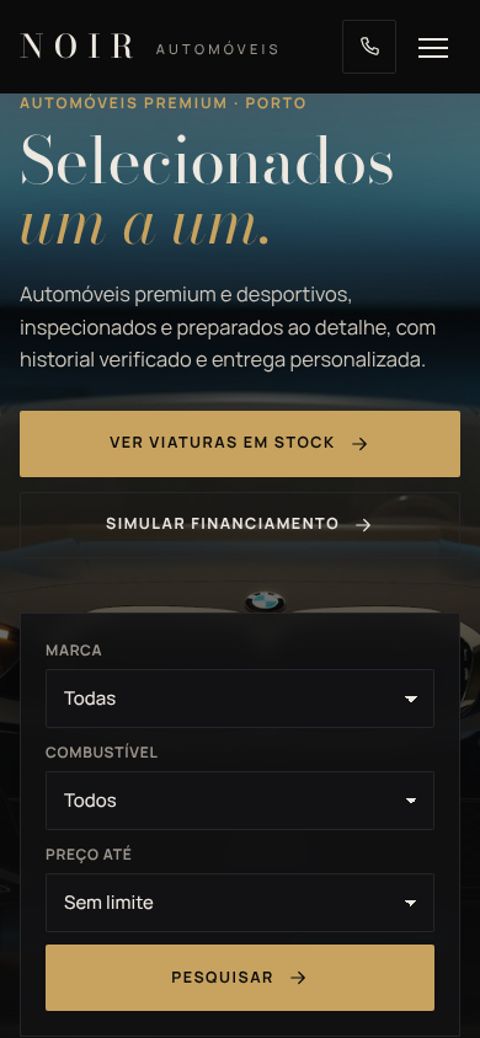 NOIR AUTOMÓVEIS
AUTOMÓVEIS PREMIUM · PORTO
Selecionados
um a um.
Automóveis premium e desportivos,
inspecionados e preparados ao detalhe, com
historial verificado e entrega personalizada.
VER VIATURAS EM STOCK →
SIMULAR FINANCIAMENTO →
MARCA
Todas
COMBUSTÍVEL
Todos
PREÇO ATÉ
Sem limite
PESQUISAR →